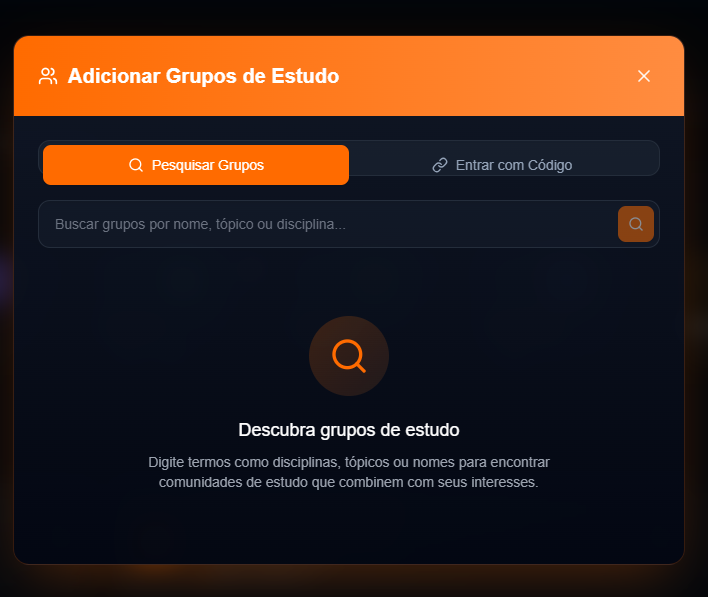 Adicionar Grupos de Estudo
Pesquisar Grupos
Entrar com Código
Buscar grupos por nome, tópico ou disciplina...
Descubra grupos de estudo
Digite termos como disciplinas, tópicos ou nomes para encontrar
comunidades de estudo que combinem com seus interesses.